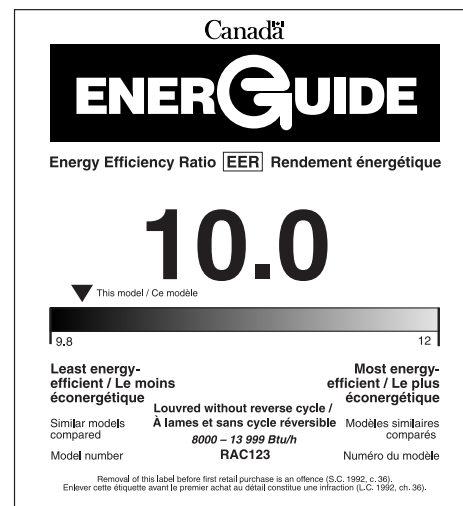 Canada
ENERGUIDE
Energy Efficiency Ratio EER Rendement énergétique
10.0
This model / Ce modèle
9.8 12
Least energy-
efficient / Le moins
éconergétique
Most energy-
efficient / Le plus
éconergétique
Louvred without reverse cycle /
À lames et sans cycle réversible
8000 – 13 999 Btu/h
Similar models
compared
Modèles similaires
comparés
Model number RAC123 Numéro du modèle
Removal of this label before first retail purchase is an offence (S.C. 1992, c. 36).
Enlever cette étiquette avant le premier achat au détail constitue une infraction (L.C. 1992, ch. 36).